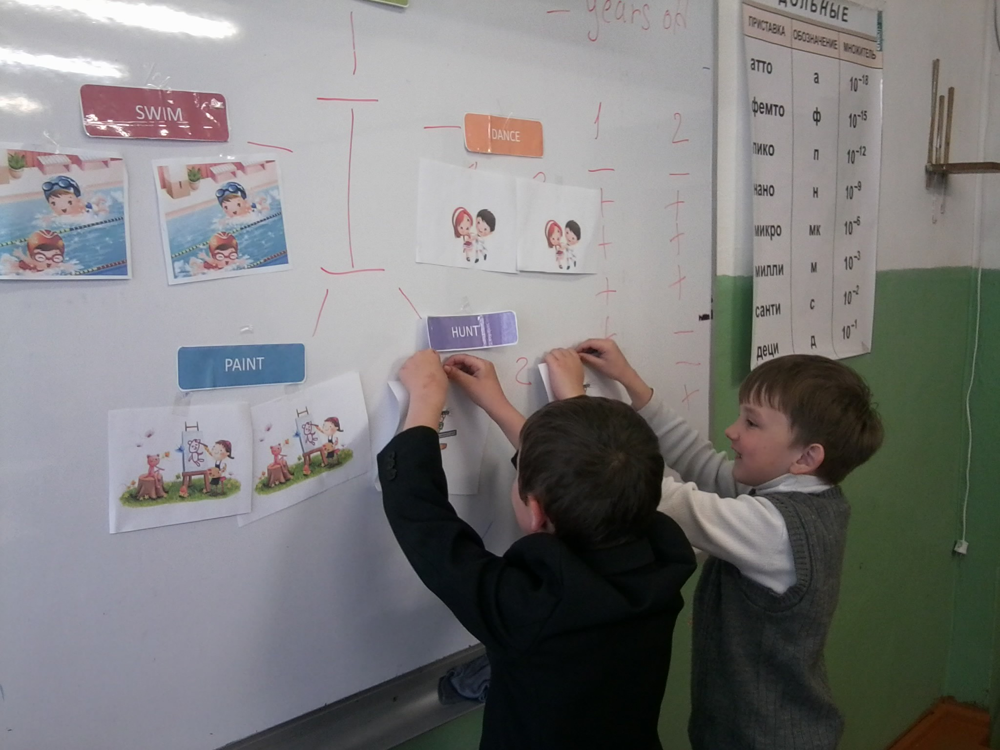 – years old
SWIM
I
DANCE
1 2
– –
+ +
+ +
+ +
+ –
HUNT
PAINT
2
–
+
ДОЛЬНЫЕ
ПРИСТАВКА ОБОЗНАЧЕНИЕ МНОЖИТЕЛЬ
атто а 10⁻¹⁸
фемто ф 10⁻¹⁵
пико п 10⁻¹²
нано н 10⁻⁹
микро мк 10⁻⁶
милли м 10⁻³
санти с 10⁻²
деци д 10⁻¹